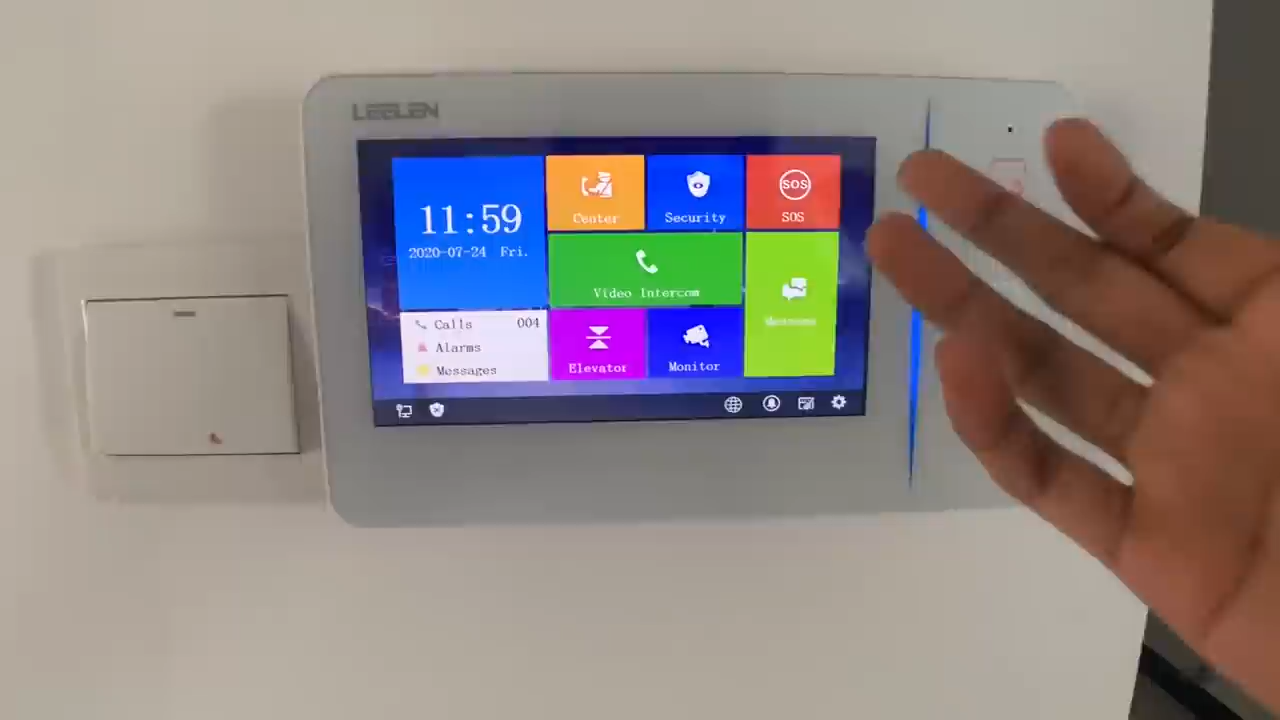 LEELEN
11:59
2020-07-24 Fri.
Center
Security
SOS
SOS
Video Intercom
Message
Calls 004
Alarms
Messages
Elevator
Monitor